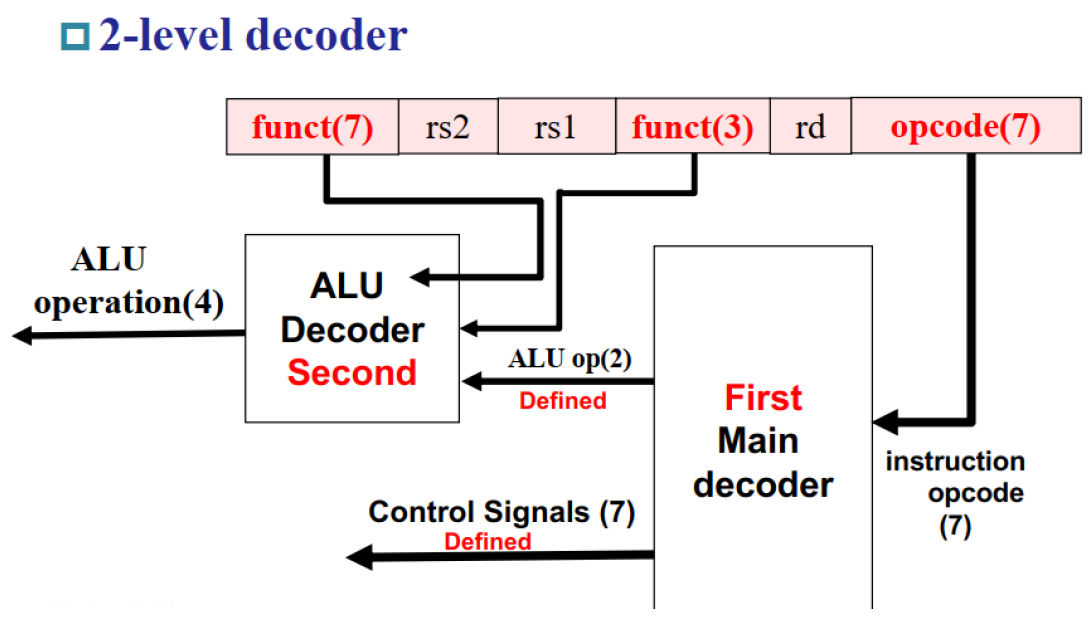 2-level decoder
funct(7) rs2 rs1 funct(3) rd opcode(7)
ALU
operation(4)
ALU
Decoder
Second
ALU op(2)
Defined
First
Main
decoder
instruction
opcode
(7)
Control Signals (7)
Defined